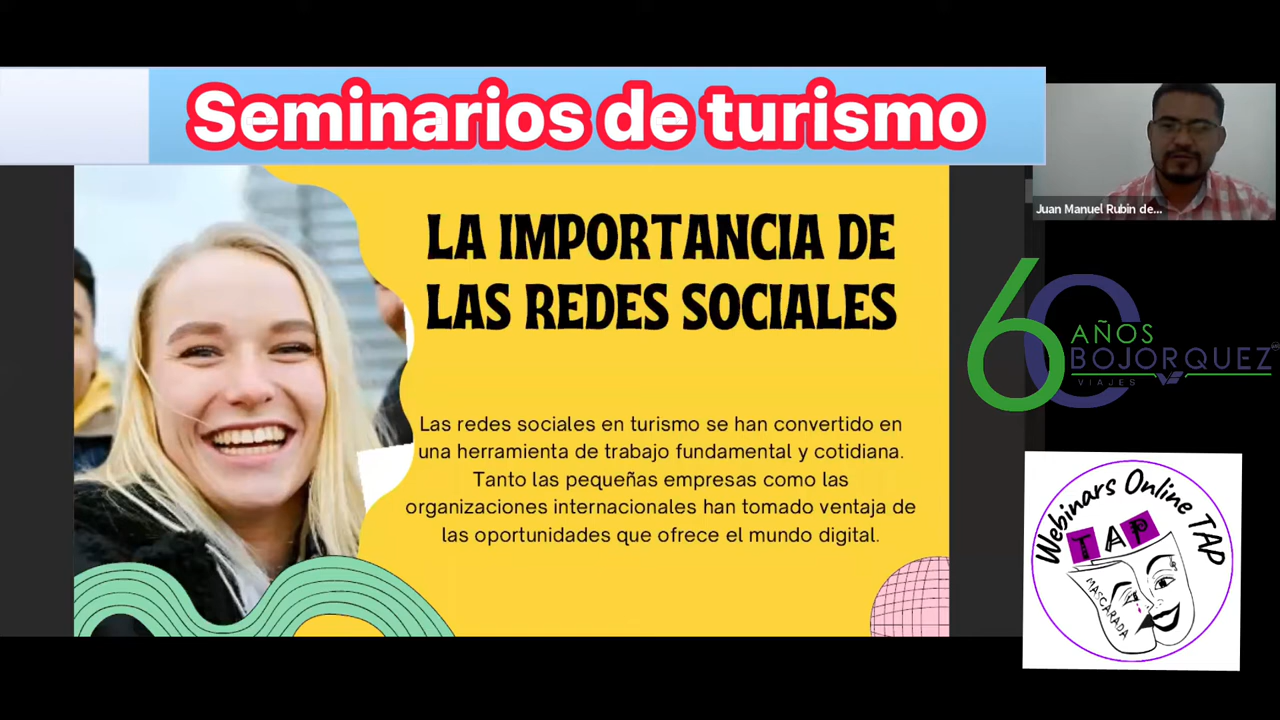 Seminarios de turismo
Juan Manuel Rubin de...
LA IMPORTANCIA DE
LAS REDES SOCIALES
Las redes sociales en turismo se han convertido en
una herramienta de trabajo fundamental y cotidiana.
Tanto las pequeñas empresas como las
organizaciones internacionales han tomado ventaja de
las oportunidades que ofrece el mundo digital.
60 AÑOS
BOJORQUEZ
VIAJES
Webinars Online TAP
TAP
MASCARADA